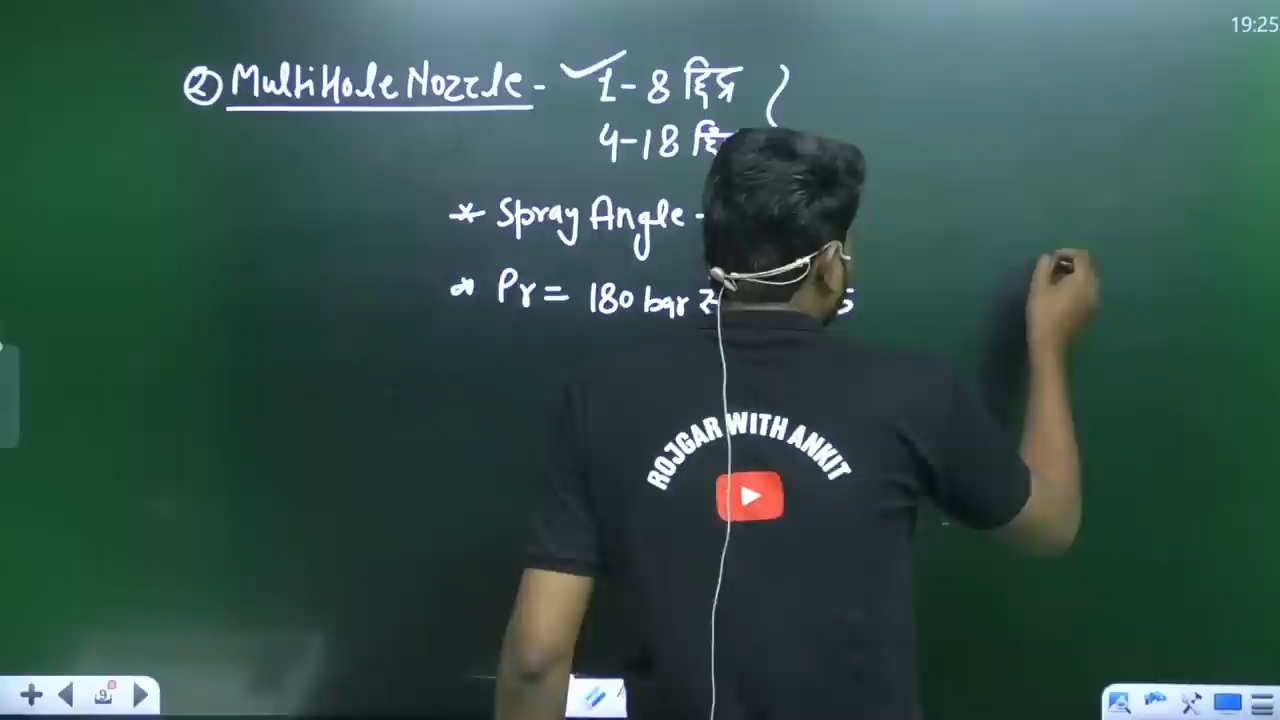 19:25
② MultiHole Nozzle - 1-8 छिद्र
4-18
* Spray Angle -
* Pr = 180 bar
ROJGAR WITH ANKIT